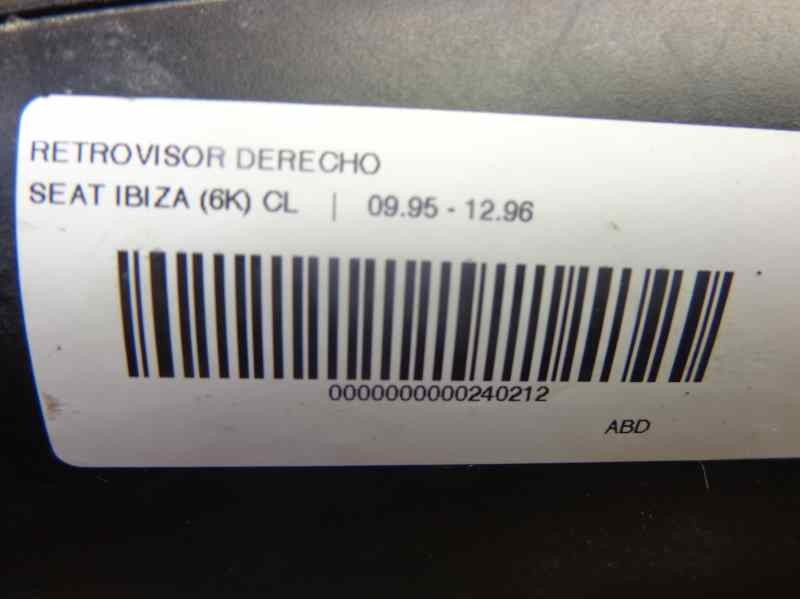 RETROVISOR DERECHO
SEAT IBIZA (6K) CL | 09.95 - 12.96
0000000000240212
ABD